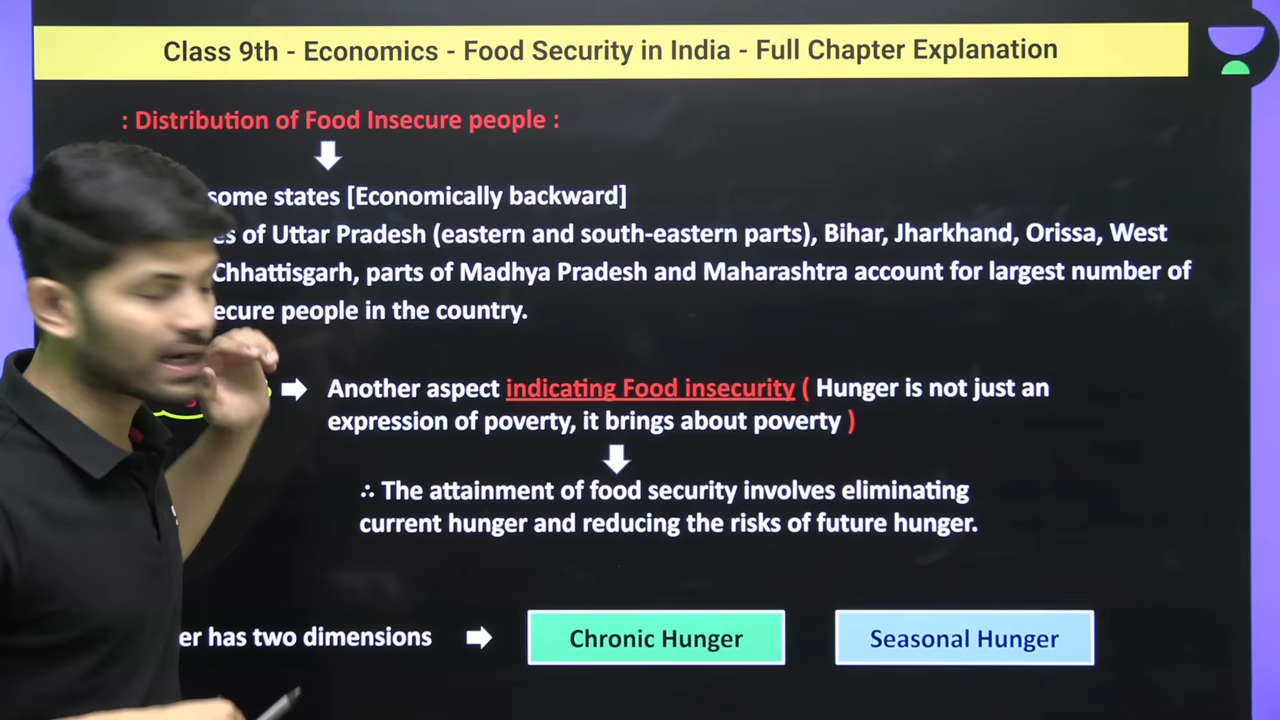 Class 9th - Economics - Food Security in India - Full Chapter Explanation
: Distribution of Food Insecure people :
some states [Economically backward]
of Uttar Pradesh (eastern and south-eastern parts), Bihar, Jharkhand, Orissa, West
Chhattisgarh, parts of Madhya Pradesh and Maharashtra account for largest number of
people in the country.
Another aspect indicating Food insecurity ( Hunger is not just an
expression of poverty, it brings about poverty )
∴ The attainment of food security involves eliminating
current hunger and reducing the risks of future hunger.
has two dimensions
Chronic Hunger
Seasonal Hunger